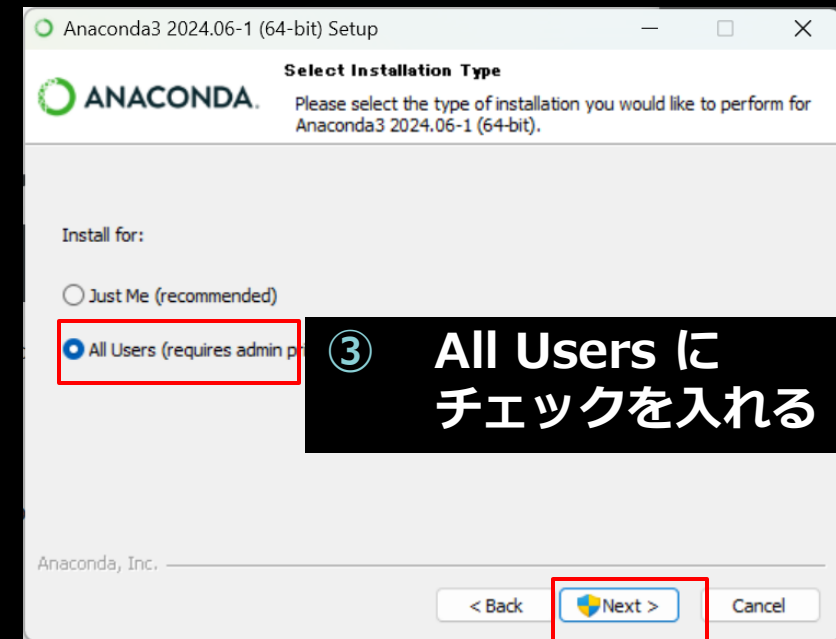 Anaconda3 2024.06-1 (64-bit) Setup
Select Installation Type
ANACONDA.
Please select the type of installation you would like to perform for
Anaconda3 2024.06-1 (64-bit).
Install for:
Just Me (recommended)
All Users (requires admin
③ All Users に
チェックを入れる
Anaconda, Inc.
< Back Next > Cancel